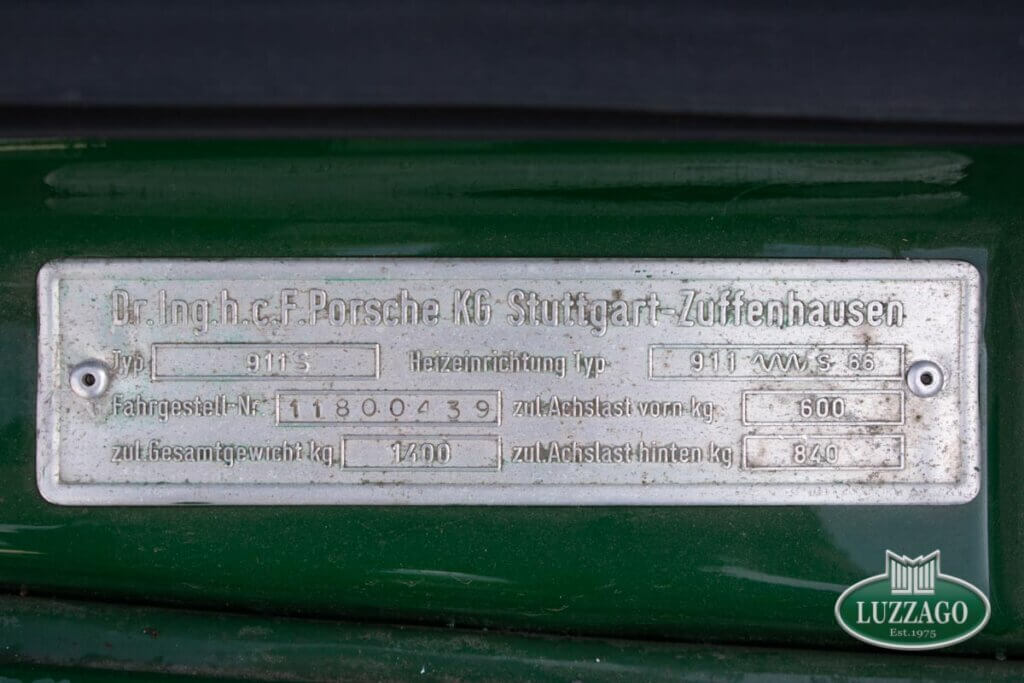 Dr. Ing. h. c. F. Porsche KG Stuttgart-Zuffenhausen
Typ 911 S Heizeinrichtung Typ 911 S 66
Fahrgestell-Nr. 11800439 zul. Achslast vorn kg 600
zul. Gesamtgewicht kg 1400 zul. Achslast hinten kg 840
LUZZAGO
Est. 1975